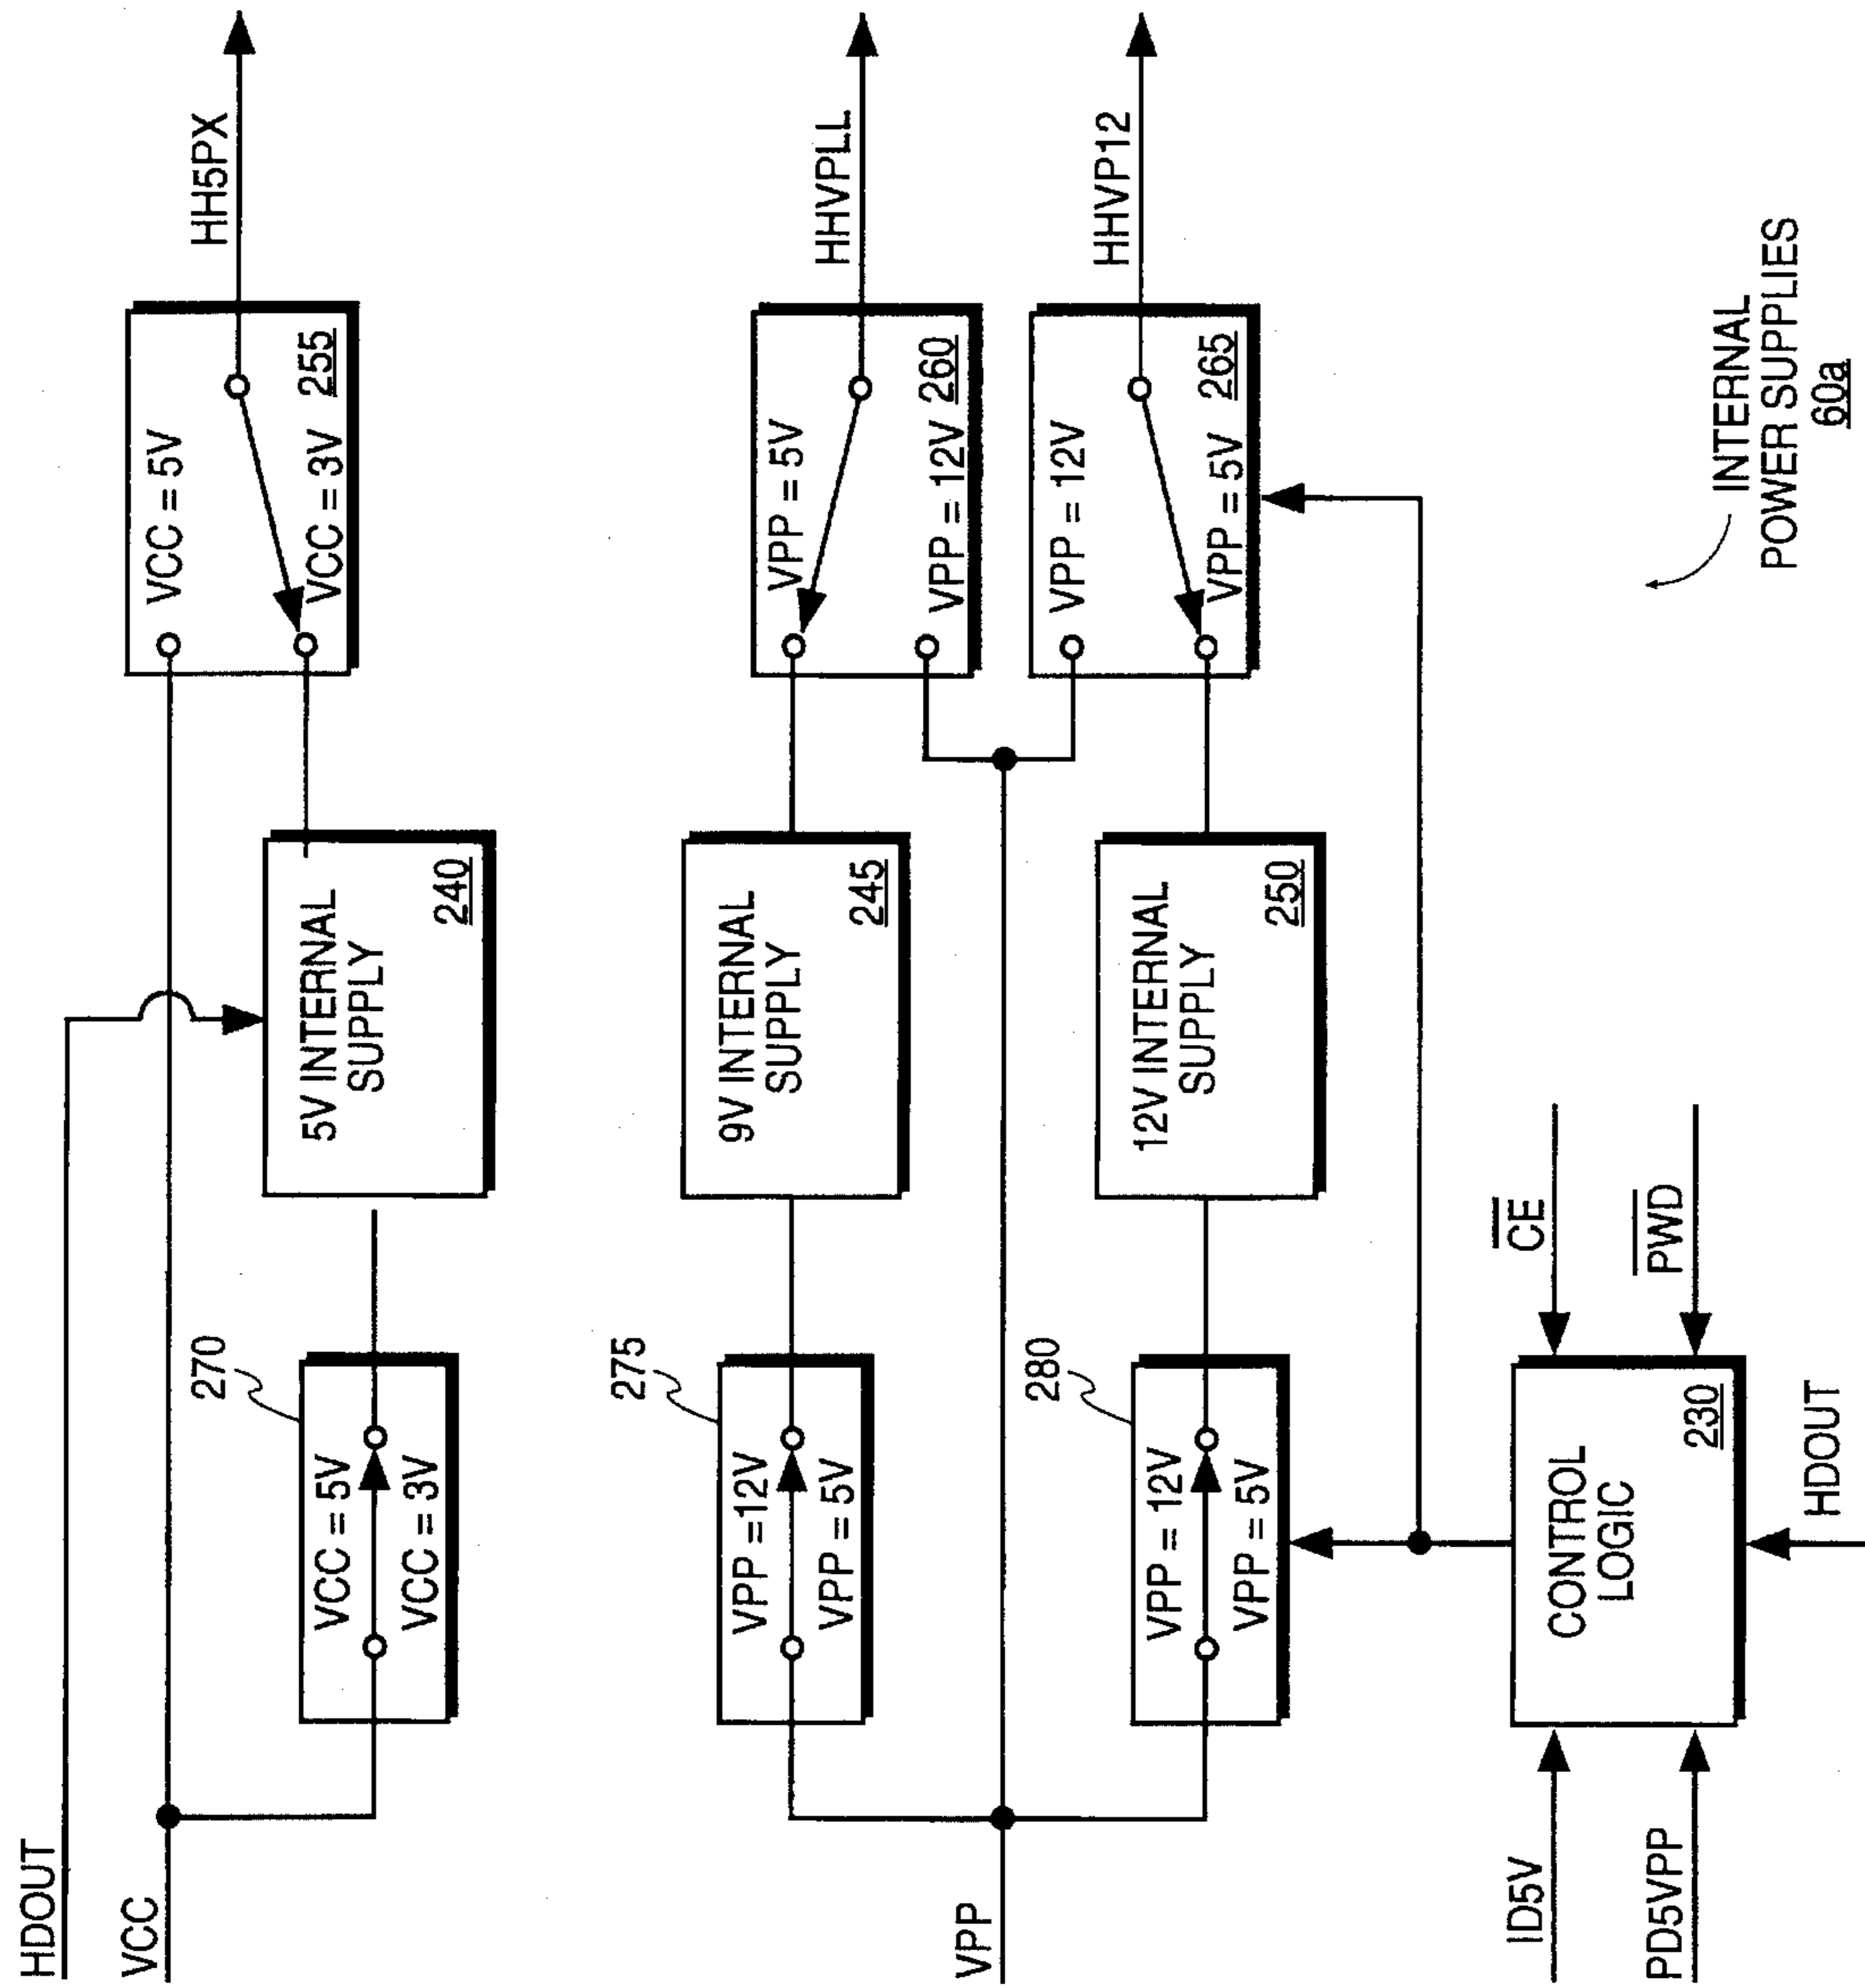 HDOUT
VCC
270
VCC = 5V
VCC = 3V
5V INTERNAL
SUPPLY
240
VCC = 5V
VCC = 3V
255
HH5PX
VPP
275
VPP =12V
VPP = 5V
9V INTERNAL
SUPPLY
245
VPP = 5V
VPP = 12V
260
HHVPLL
280
VPP = 12V
VPP = 5V
12V INTERNAL
SUPPLY
250
VPP = 12V
VPP = 5V
265
HHVP12
ID5V
PD5VPP
CONTROL
LOGIC
230
C̅E̅
P̅W̅D̅
HDOUT
INTERNAL
POWER SUPPLIES
60a